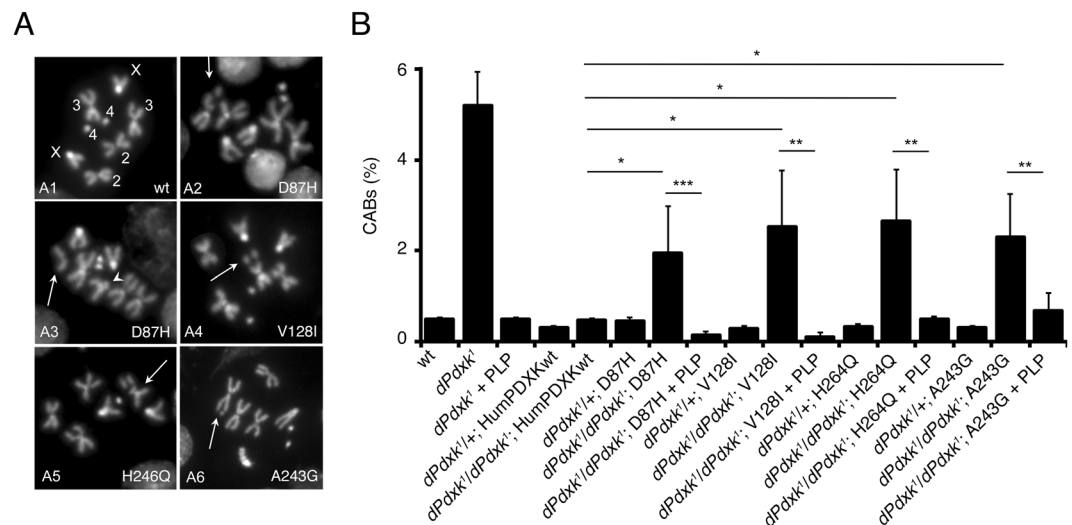 A
B
X
3
4
3
4
X
2
2
A1
wt
A2
D87H
A3
D87H
A4
V128I
A5
H246Q
A6
A243G
CABs (%)
6
4
2
0
*
*
*
*
*
***
**
**
**
wt
dPdxk¹
dPdxk¹ + PLP
dPdxk¹/+; HumPDXKwt
dPdxk¹/dPdxk¹; HumPDXKwt
dPdxk¹/+; D87H
dPdxk¹/dPdxk¹; D87H
dPdxk¹/dPdxk¹; D87H + PLP
dPdxk¹/+; V128I
dPdxk¹/dPdxk¹; V128I
dPdxk¹/dPdxk¹; V128I + PLP
dPdxk¹/+; H264Q
dPdxk¹/dPdxk¹; H264Q
dPdxk¹/dPdxk¹; H264Q + PLP
dPdxk¹/+; A243G
dPdxk¹/dPdxk¹; A243G
dPdxk¹/dPdxk¹; A243G + PLP